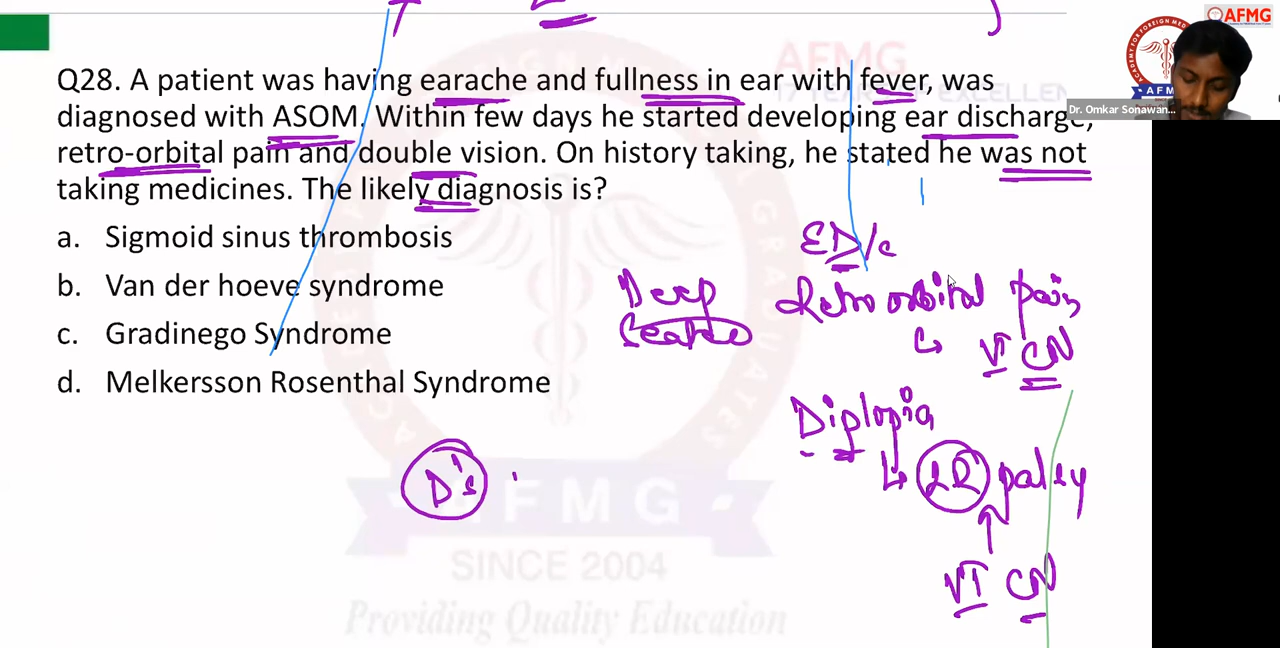 AFMG
Q28. A patient was having earache and fullness in ear with fever, was
diagnosed with ASOM. Within few days he started developing ear discharge,
retro-orbital pain and double vision. On history taking, he stated he was not
taking medicines. The likely diagnosis is?
a. Sigmoid sinus thrombosis
b. Van der hoeve syndrome
c. Gradinego Syndrome
d. Melkersson Rosenthal Syndrome
Dr. Omkar Sonawan...
ED/c
Deep Retro orbital pain
Seated
CN
Diplopia
LR palsy
VI CN
D's
AFMG
SINCE 2004
Providing Quality Education